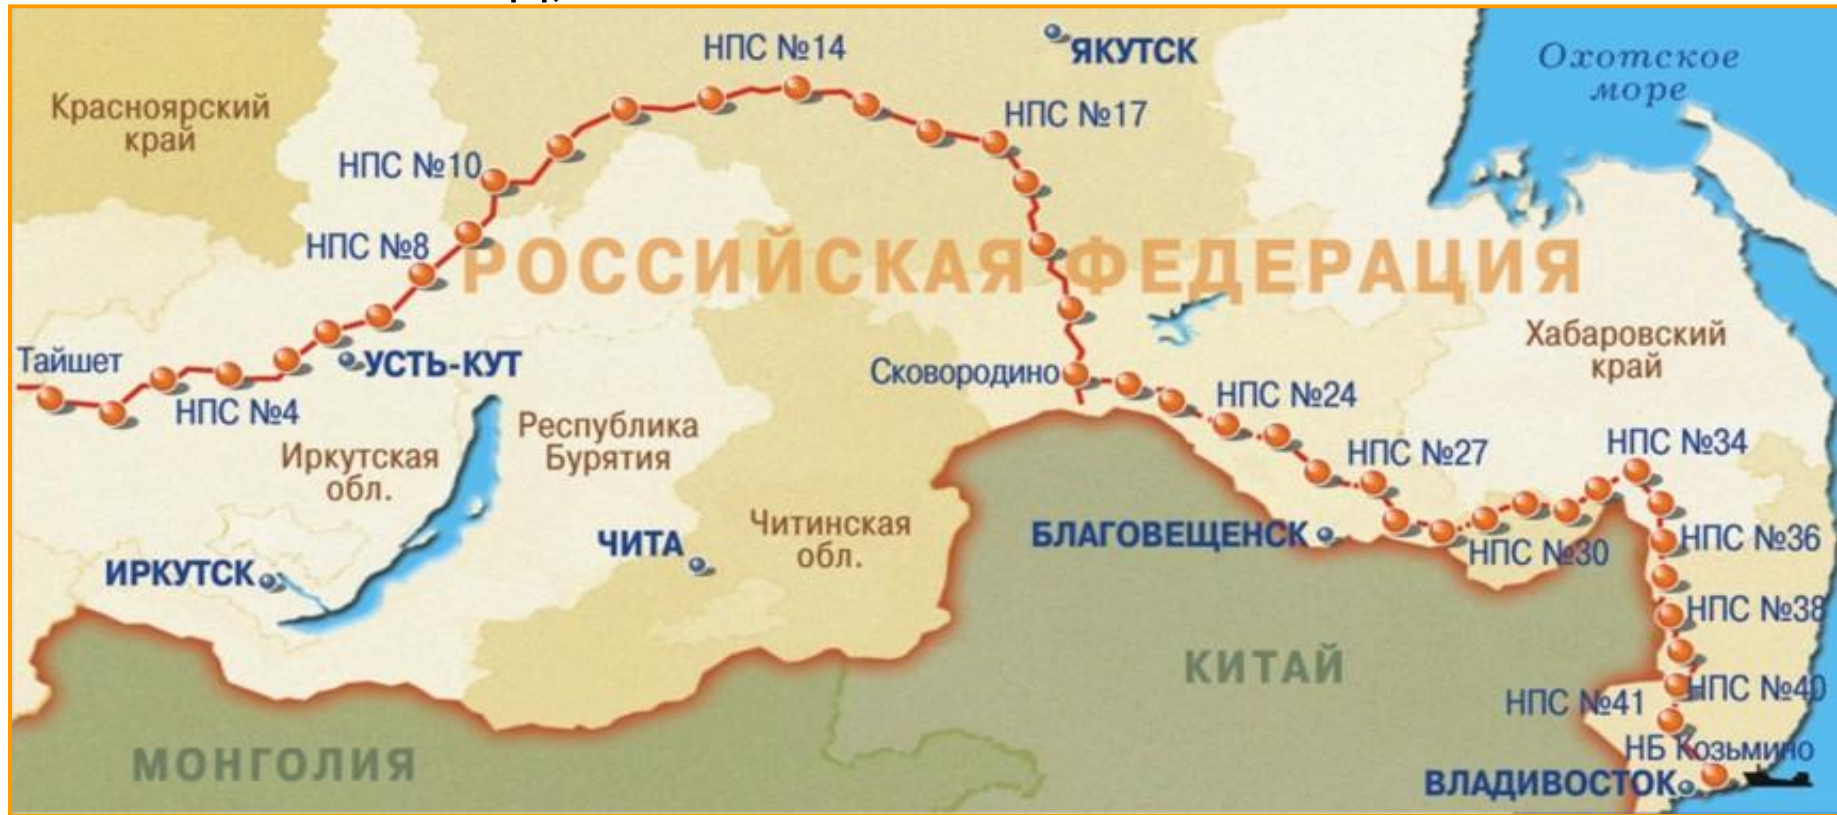 НПС №14
ЯКУТСК
Охотское
море
Красноярский
край
НПС №17
НПС №10
НПС №8
РОССИЙСКАЯ ФЕДЕРАЦИЯ
Хабаровский
край
Тайшет
УСТЬ-КУТ
Сковородино
НПС №4
НПС №24
Республика
Бурятия
Иркутская
обл.
НПС №27
НПС №34
Читинская
обл.
БЛАГОВЕЩЕНСК
НПС №30
НПС №36
ЧИТА
ИРКУТСК
НПС №38
КИТАЙ
НПС №40
НПС №41
НБ Козьмино
МОНГОЛИЯ
ВЛАДИВОСТОК